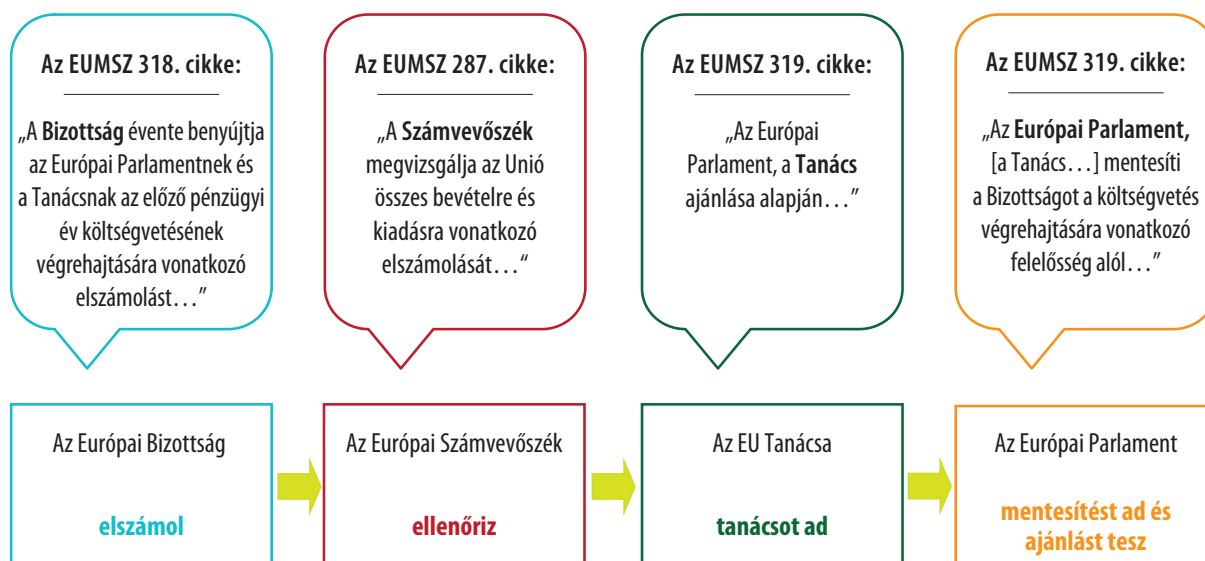 Az EUMSZ 318. cikke:
„A Bizottság évente benyújtja
az Európai Parlamentnek és
a Tanácsnak az előző pénzügyi
év költségvetésének
végrehajtására vonatkozó
elszámolást…”
Az EUMSZ 287. cikke:
„A Számvevőszék
megvizsgálja az Unió
összes bevételre és
kiadásra vonatkozó
elszámolását…“
Az EUMSZ 319. cikke:
„Az Európai
Parlament, a Tanács
ajánlása alapján…”
Az EUMSZ 319. cikke:
„Az Európai Parlament,
[a Tanács…] mentesíti
a Bizottságot a költségvetés
végrehajtására vonatkozó
felelősség alól…”
Az Európai Bizottság
elszámol
Az Európai Számvevőszék
ellenőriz
Az EU Tanácsa
tanácsot ad
Az Európai Parlament
mentesítést ad és
ajánlást tesz